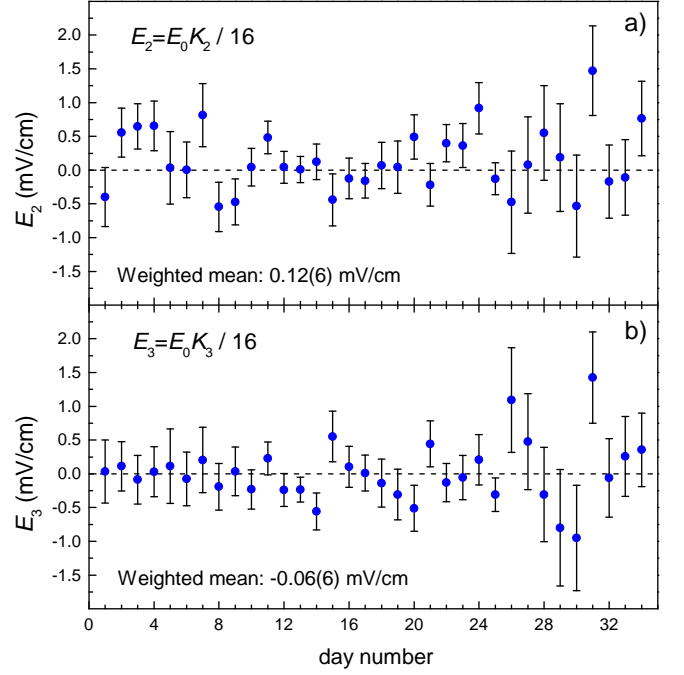 a)
E₂=E₀K₂ / 16
2.0
1.5
1.0
0.5
0.0
-0.5
-1.0
-1.5
E₂ (mV/cm)
Weighted mean: 0.12(6) mV/cm
b)
E₃=E₀K₃ / 16
2.0
1.5
1.0
0.5
0.0
-0.5
-1.0
-1.5
E₃ (mV/cm)
Weighted mean: -0.06(6) mV/cm
0 4 8 12 16 20 24 28 32
day number